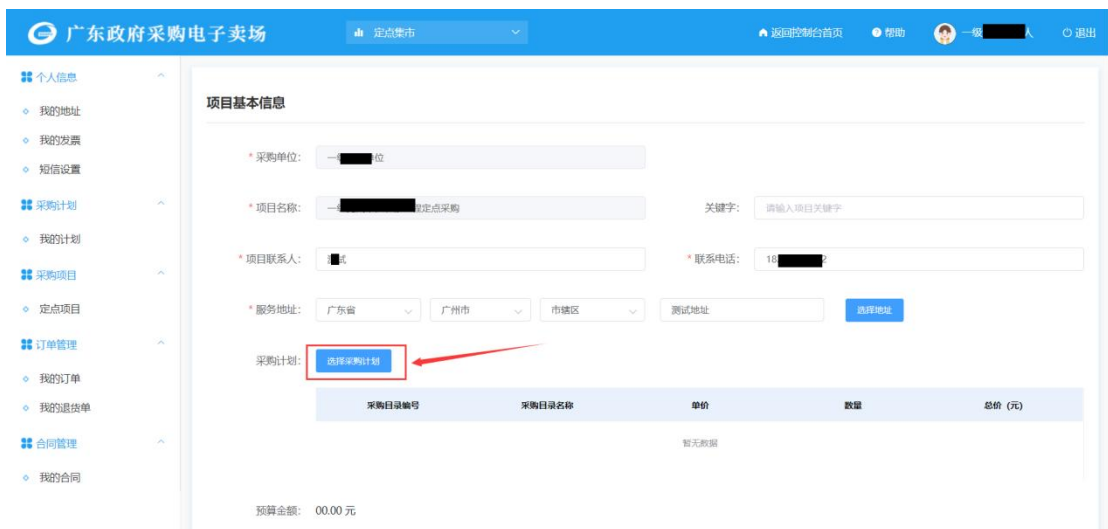 广东政府采购电子卖场
定点集市
返回控制台首页
帮助
一级 人
退出
个人信息
我的地址
我的发票
短信设置
采购计划
我的计划
采购项目
定点项目
订单管理
我的订单
我的退货单
合同管理
我的合同
项目基本信息
* 采购单位: 一 位
* 项目名称: 一 定点采购
关键字: 请输入项目关键字
* 项目联系人: 试
* 联系电话: 18 2
* 服务地址: 广东省 广州市 市辖区 测试地址 选择地址
采购计划: 选择采购计划
采购目录编号 采购目录名称 单价 数量 总价 (元)
暂无数据
预算金额: 00.00 元